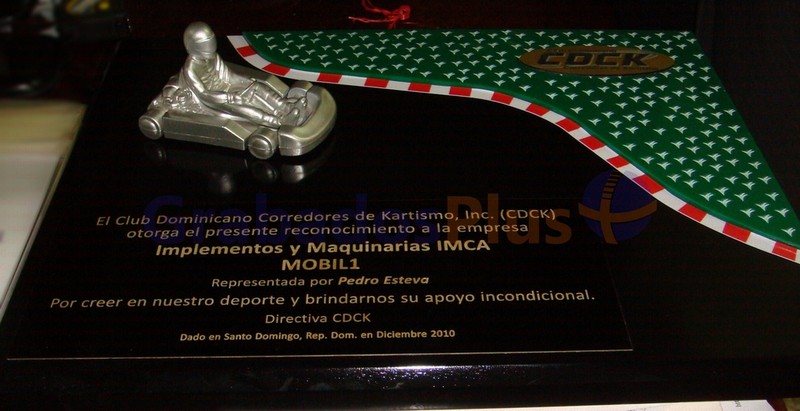 CDCK
GrabadosPlus
El Club Dominicano Corredores de Kartismo, Inc. (CDCK)
otorga el presente reconocimiento a la empresa
Implementos y Maquinarias IMCA
MOBIL1
Representada por Pedro Esteva
Por creer en nuestro deporte y brindarnos su apoyo incondicional.
Directiva CDCK
Dado en Santo Domingo, Rep. Dom. en Diciembre 2010